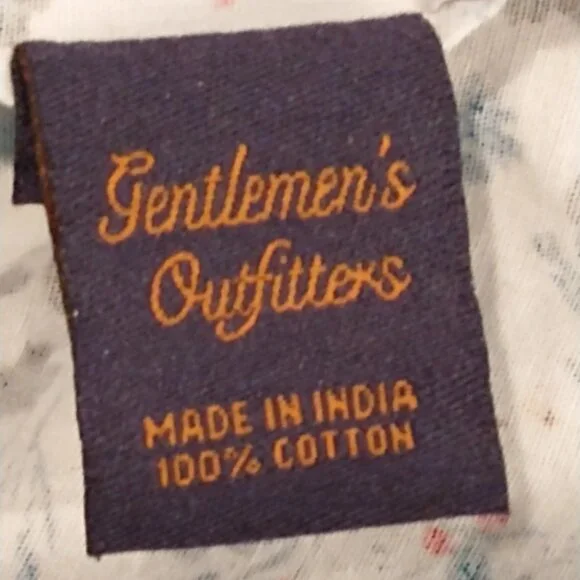 Gentlemen's
Outfitters
MADE IN INDIA
100% COTTON